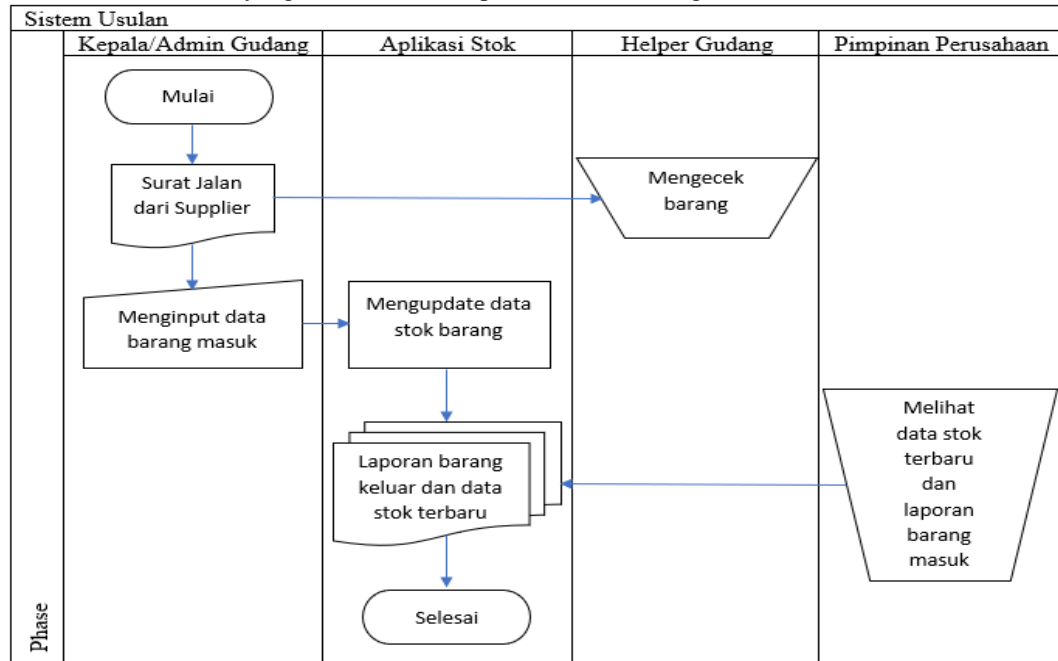 Sistem Usulan
Kepala/Admin Gudang
Aplikasi Stok
Helper Gudang
Pimpinan Perusahaan
Mulai
Surat Jalan
dari Supplier
Mengecek
barang
Menginput data
barang masuk
Mengupdate data
stok barang
Laporan barang
keluar dan data
stok terbaru
Melihat
data stok
terbaru
dan
laporan
barang
masuk
Selesai
Phase